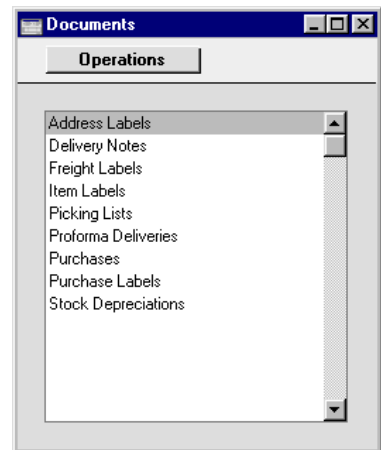 Documents
Operations
Address Labels
Delivery Notes
Freight Labels
Item Labels
Picking Lists
Proforma Deliveries
Purchases
Purchase Labels
Stock Depreciations